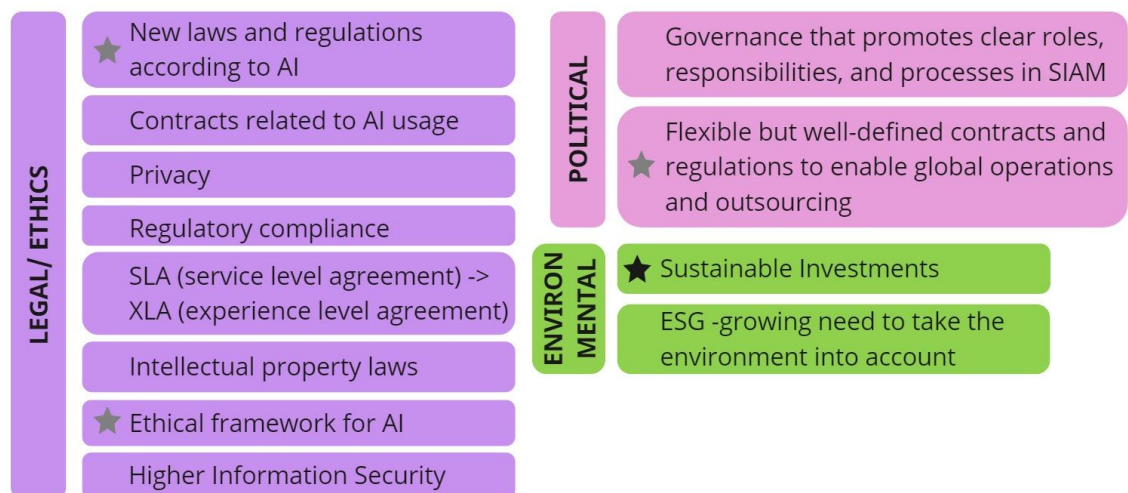 LEGAL/ ETHICS
New laws and regulations
according to AI
Contracts related to AI usage
Privacy
Regulatory compliance
SLA (service level agreement) ->
XLA (experience level agreement)
Intellectual property laws
Ethical framework for AI
Higher Information Security
POLITICAL
Governance that promotes clear roles,
responsibilities, and processes in SIAM
Flexible but well-defined contracts and
regulations to enable global operations
and outsourcing
ENVIRON
MENTAL
Sustainable Investments
ESG -growing need to take the
environment into account